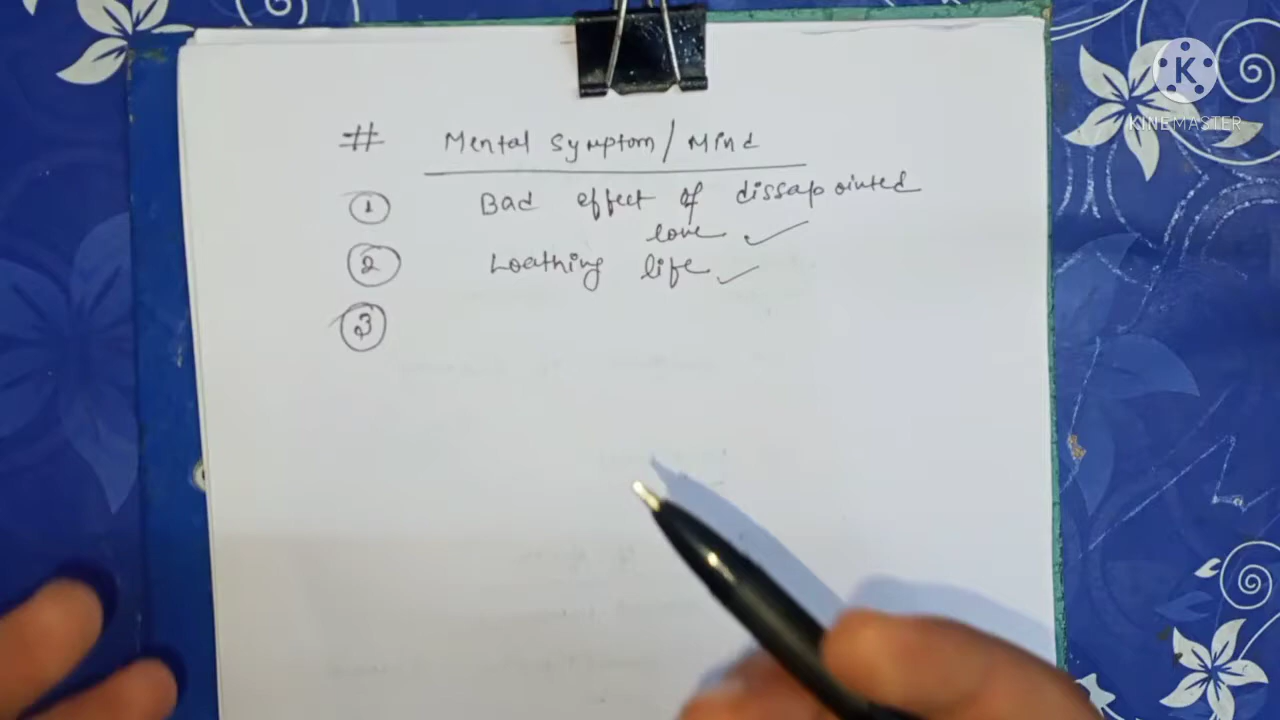 # Mental Symptom / Mind
1 Bad effect of dissapointed
love ✓
2 Loathing life ✓
3
K
KINEMASTER